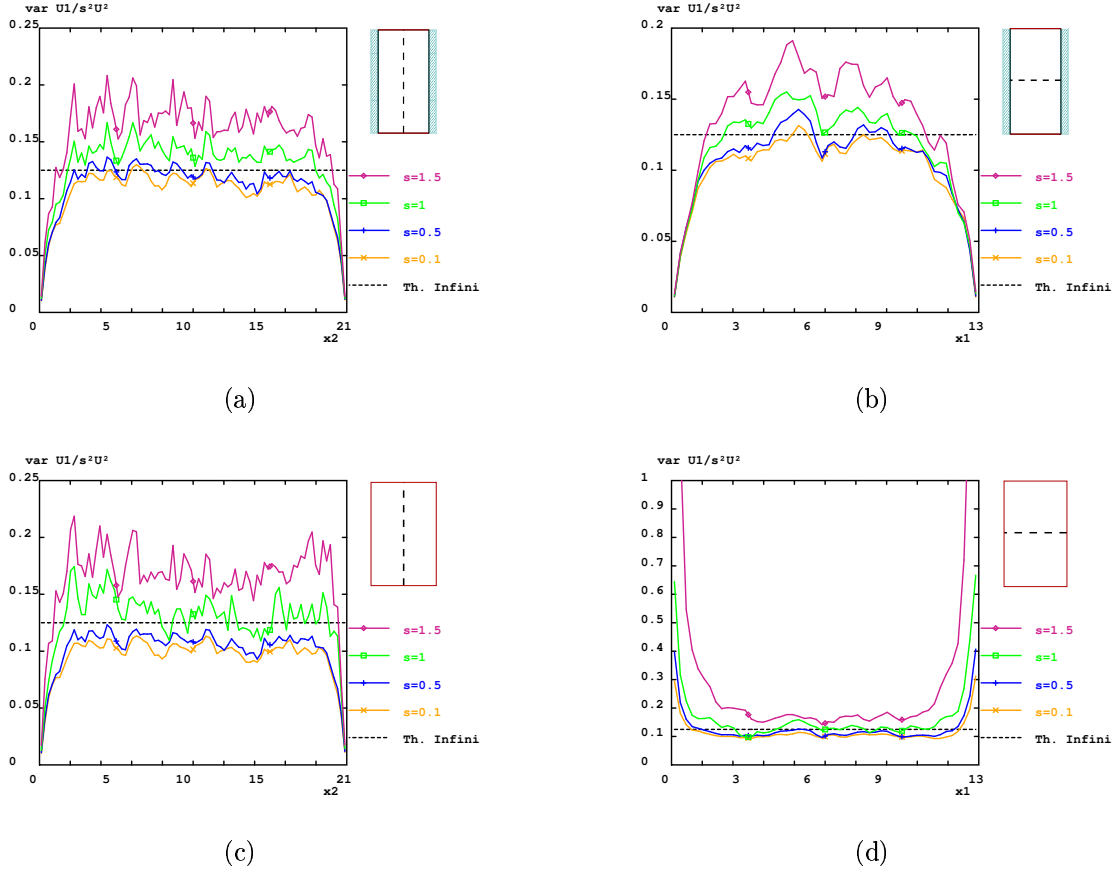 var U1/s²U²
0.25
0.2
0.15
0.1
0.05
0
0
5
10
15
21
x2
s=1.5
s=1
s=0.5
s=0.1
Th. Infini
(a)
var U1/s²U²
0.2
0.15
0.1
0.05
0
0
3
6
9
13
x1
s=1.5
s=1
s=0.5
s=0.1
Th. Infini
(b)
var U1/s²U²
0.25
0.2
0.15
0.1
0.05
0
0
5
10
15
21
x2
s=1.5
s=1
s=0.5
s=0.1
Th. Infini
(c)
var U1/s²U²
1
0.9
0.8
0.7
0.6
0.5
0.4
0.3
0.2
0.1
0
0
3
6
9
13
x1
s=1.5
s=1
s=0.5
s=0.1
Th. Infini
(d)